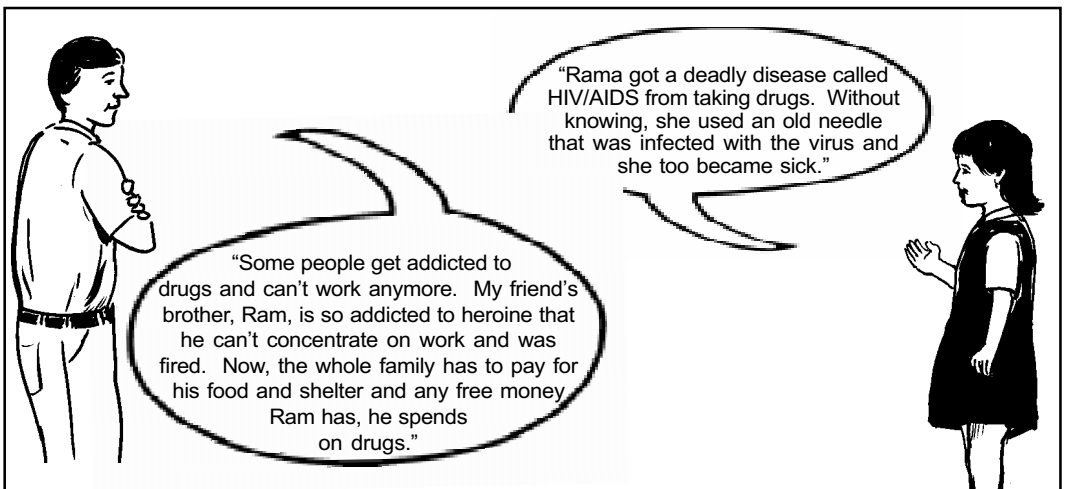 “Rama got a deadly disease called
HIV/AIDS from taking drugs.  Without
knowing, she used an old needle
that was infected with the virus and
she too became sick.”
“Some people get addicted to
drugs and can’t work anymore.  My friend’s
brother, Ram, is so addicted to heroine that
he can’t concentrate on work and was
fired.  Now, the whole family has to pay for
his food and shelter and any free money
Ram has, he spends
on drugs.”